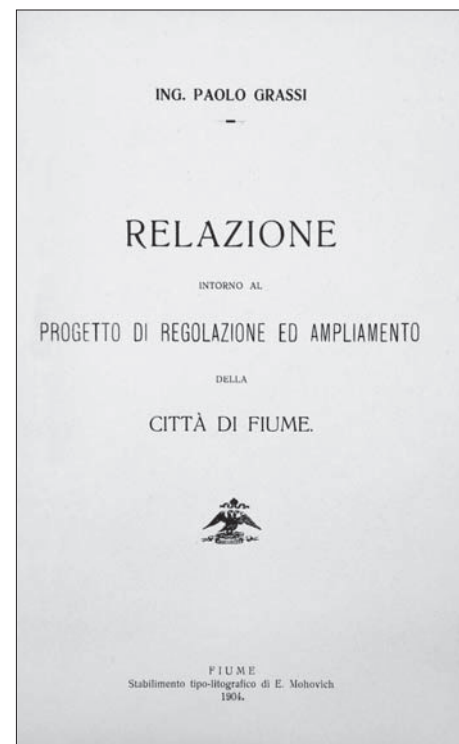 ING. PAOLO GRASSI
RELAZIONE
INTORNO AL
PROGETTO DI REGOLAZIONE ED AMPLIAMENTO
DELLA
CITTÀ DI FIUME.
FIUME
Stabilimento tipo-litografico di E. Mohovich
1904.